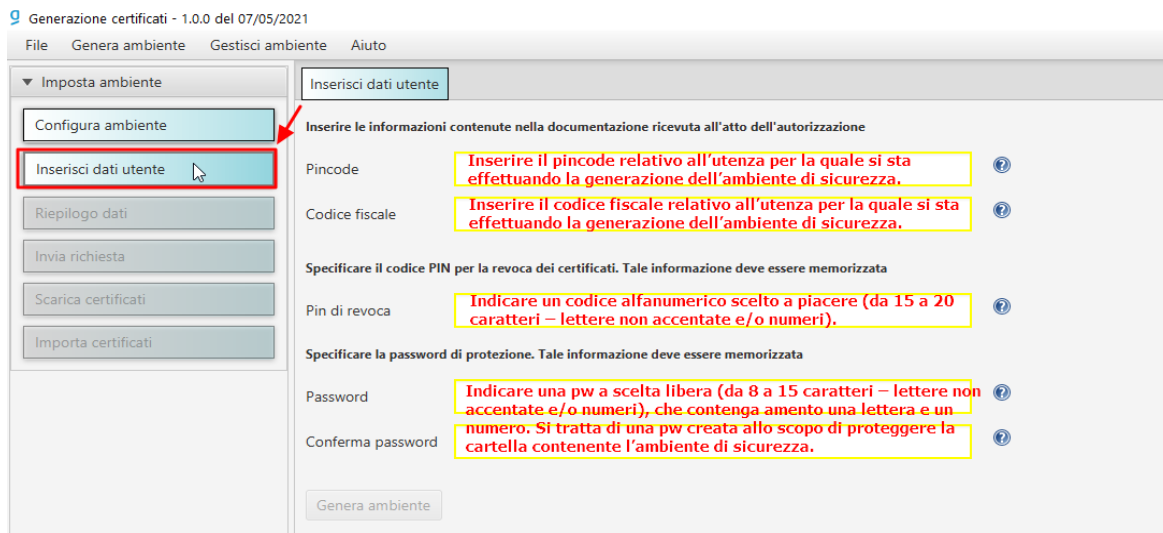 Generazione certificati - 1.0.0 del 07/05/2021
File Genera ambiente Gestisci ambiente Aiuto
Imposta ambiente
Configura ambiente
Inserisci dati utente
Riepilogo dati
Invia richiesta
Scarica certificati
Importa certificati
Inserisci dati utente
Inserire le informazioni contenute nella documentazione ricevuta all'atto dell'autorizzazione
Pincode
Inserire il pincode relativo all’utenza per la quale si sta
effettuando la generazione dell’ambiente di sicurezza.
Codice fiscale
Inserire il codice fiscale relativo all’utenza per la quale si sta
effettuando la generazione dell’ambiente di sicurezza.
Specificare il codice PIN per la revoca dei certificati. Tale informazione deve essere memorizzata
Pin di revoca
Indicare un codice alfanumerico scelto a piacere (da 15 a 20
caratteri – lettere non accentate e/o numeri).
Specificare la password di protezione. Tale informazione deve essere memorizzata
Password
Indicare una pw a scelta libera (da 8 a 15 caratteri – lettere non
accentate e/o numeri), che contenga amento una lettera e un
numero. Si tratta di una pw creata allo scopo di proteggere la
cartella contenente l’ambiente di sicurezza.
Conferma password
Genera ambiente